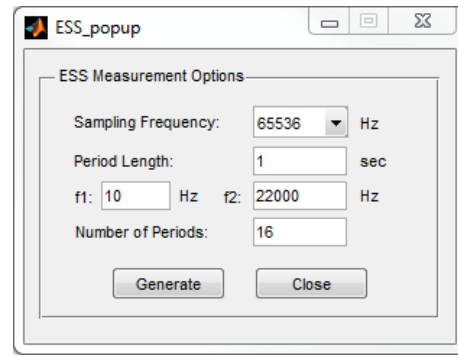 ESS_popup
ESS Measurement Options
Sampling Frequency: 65536 Hz
Period Length: 1 sec
f1: 10 Hz f2: 22000 Hz
Number of Periods: 16
Generate Close